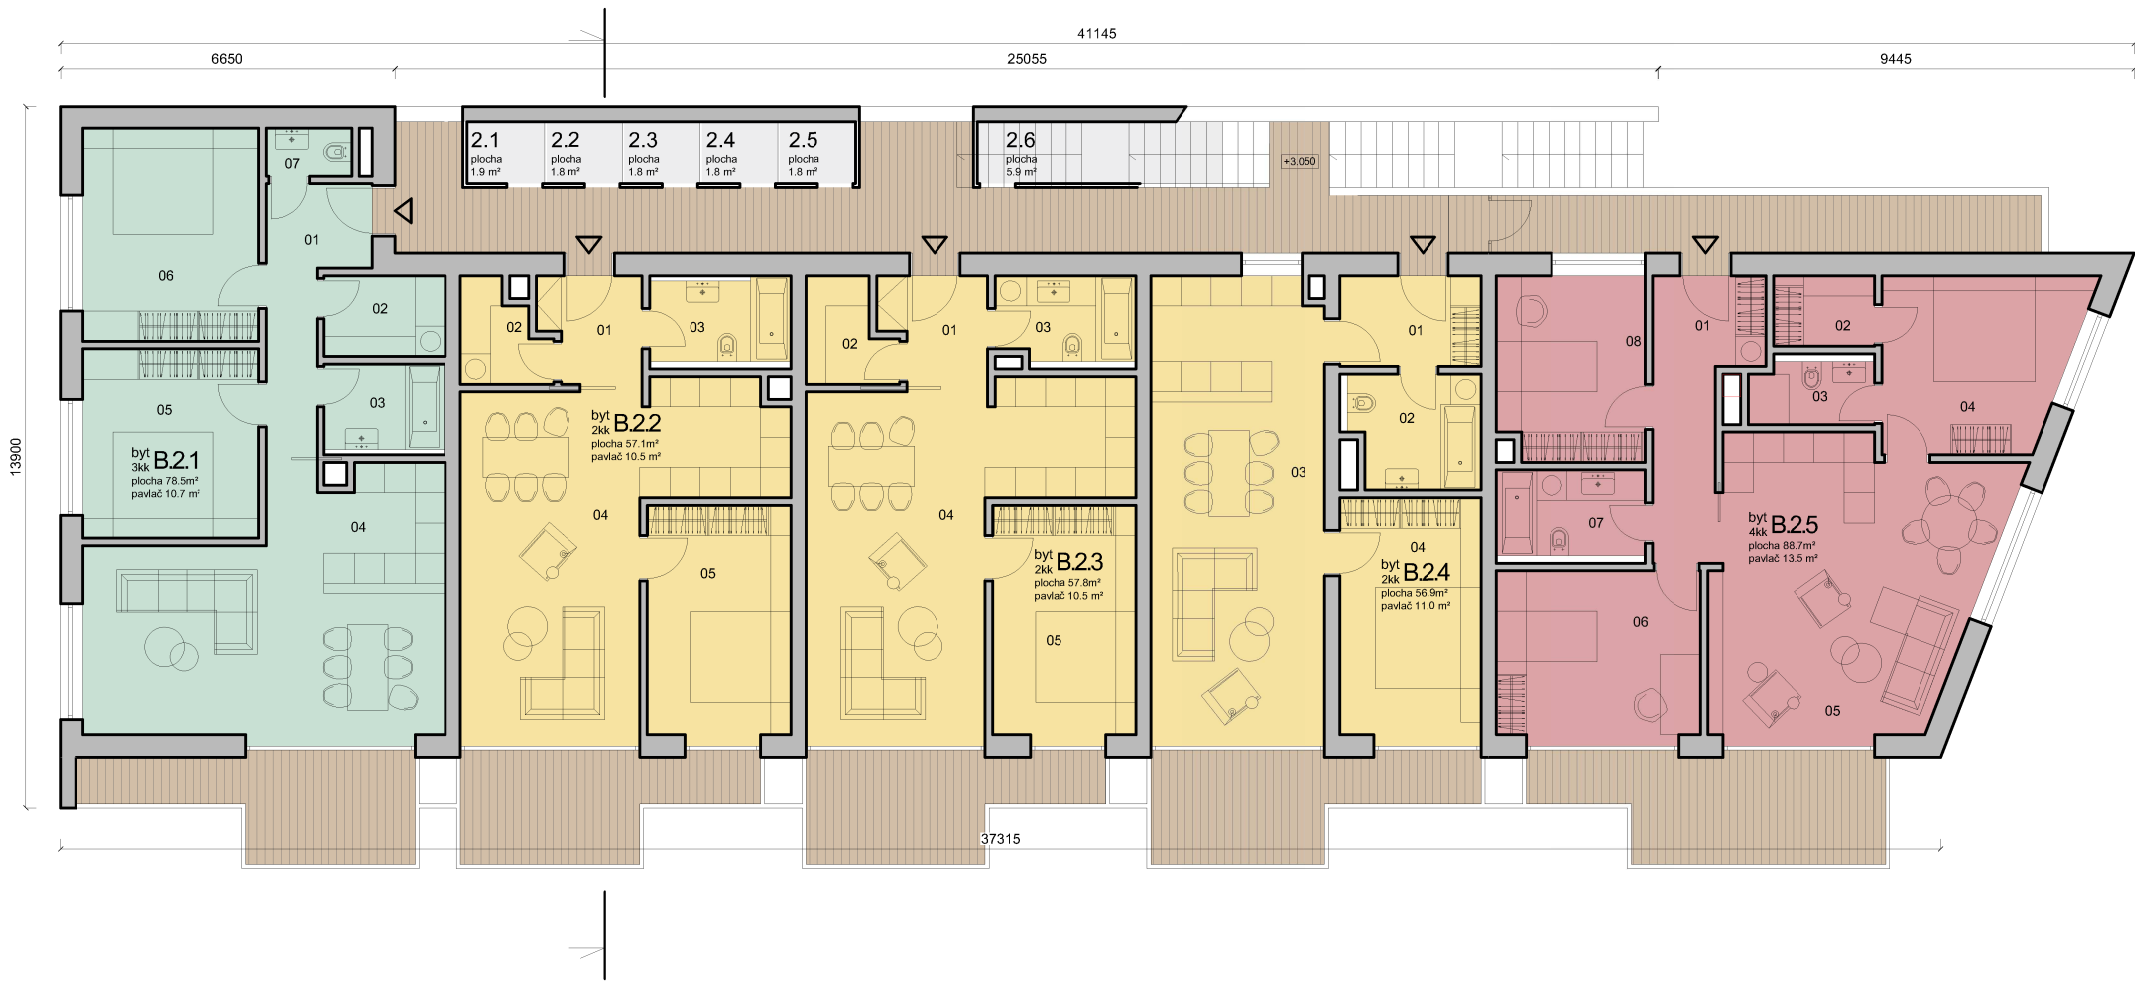 41145
6650
25055
9445
2.1
plocha
1.9 m²
2.2
plocha
1.8 m²
2.3
plocha
1.8 m²
2.4
plocha
1.8 m²
2.5
plocha
1.8 m²
2.6
plocha
5.9 m²
+3.050
13900
07
01
06
02
05
03
byt
3kk B.2.1
plocha 78.5m²
pavlač 10.7 m²
04
02
01
03
byt
2kk B.2.2
plocha 57.1m²
pavlač 10.5 m²
04
05
02
01
03
04
byt
2kk B.2.3
plocha 57.8m²
pavlač 10.5 m²
05
01
02
03
04
byt
2kk B.2.4
plocha 56.9m²
pavlač 11.0 m²
08
01
02
03
04
07
byt
4kk B.2.5
plocha 88.7m²
pavlač 13.5 m²
06
05
37315